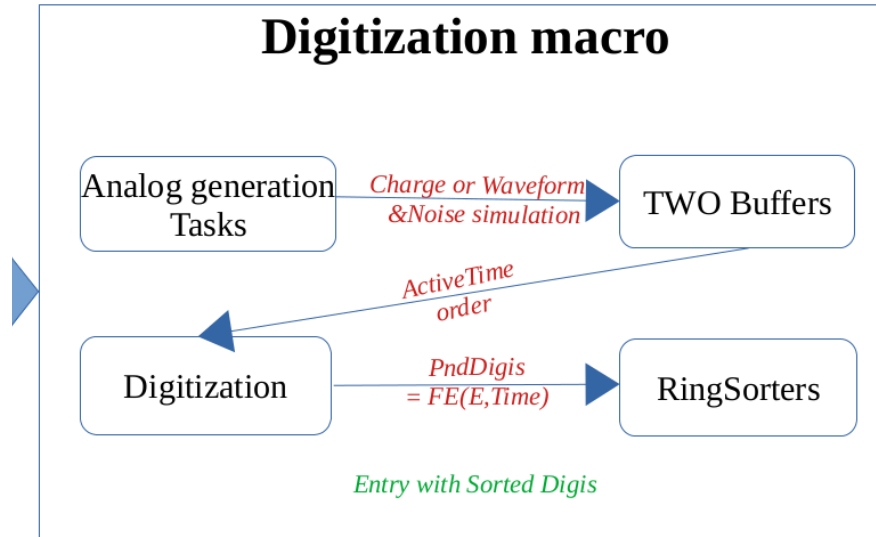 Digitization macro
Analog generation
Tasks
Charge or Waveform
&Noise simulation
TWO Buffers
ActiveTime
order
Digitization
PndDigis
= FE(E,Time)
RingSorters
Entry with Sorted Digis